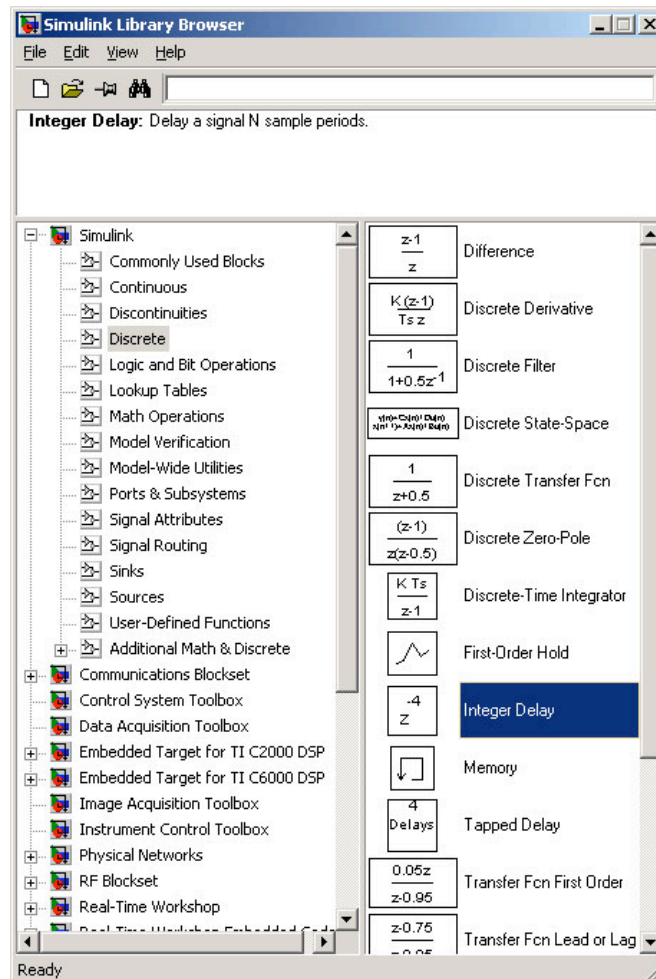 Simulink Library Browser
File Edit View Help
Integer Delay: Delay a signal N sample periods.
Simulink
Commonly Used Blocks
Continuous
Discontinuities
Discrete
Logic and Bit Operations
Lookup Tables
Math Operations
Model Verification
Model-Wide Utilities
Ports & Subsystems
Signal Attributes
Signal Routing
Sinks
Sources
User-Defined Functions
Additional Math & Discrete
Communications Blockset
Control System Toolbox
Data Acquisition Toolbox
Embedded Target for TI C2000 DSP
Embedded Target for TI C6000 DSP
Image Acquisition Toolbox
Instrument Control Toolbox
Physical Networks
RF Blockset
Real-Time Workshop
Real-Time Workshop Embedded Code
z-1
z
Difference
K (z-1)
Ts z
Discrete Derivative
1
1+0.5z-1
Discrete Filter
Discrete State-Space
1
z+0.5
Discrete Transfer Fcn
(z-1)
z(z-0.5)
Discrete Zero-Pole
K Ts
z-1
Discrete-Time Integrator
First-Order Hold
-4
Z
Integer Delay
Memory
4
Delays
Tapped Delay
0.05z
z-0.95
Transfer Fcn First Order
z-0.75
z-0.95
Transfer Fcn Lead or Lag
Ready